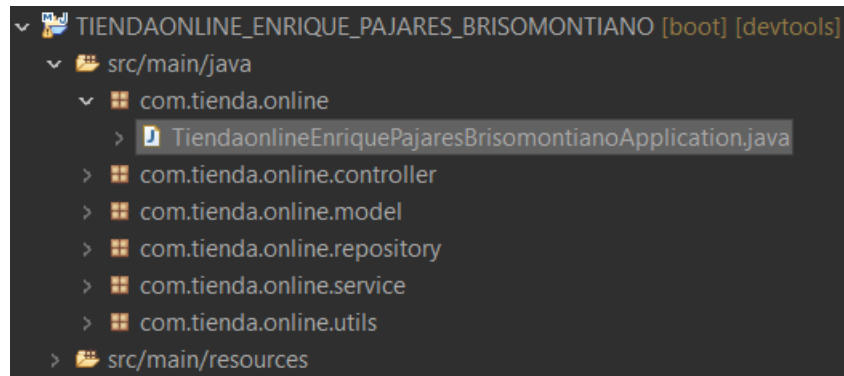 TIENDAONLINE_ENRIQUE_PAJARES_BRISOMONTIANO [boot] [devtools]
src/main/java
com.tienda.online
TiendaonlineEnriquePajaresBrisomontianoApplication.java
com.tienda.online.controller
com.tienda.online.model
com.tienda.online.repository
com.tienda.online.service
com.tienda.online.utils
src/main/resources